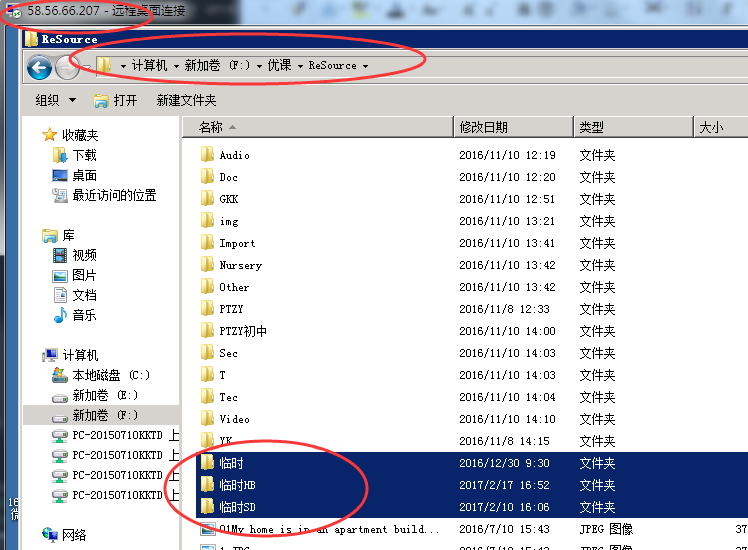 58.56.66.207 - 远程桌面连接
ReSource
计算机 新加卷 (F:) 优课 ReSource
组织 打开 新建文件夹
名称 修改日期 类型 大小
收藏夹
下载
桌面
最近访问的位置
库
视频
图片
文档
音乐
计算机
本地磁盘 (C:)
新加卷 (E:)
新加卷 (F:)
PC-20150710KKTD 上
PC-20150710KKTD 上
PC-20150710KKTD 上
PC-20150710KKTD 上
网络
Audio 2016/11/10 12:19 文件夹
Doc 2016/11/10 12:20 文件夹
GKK 2016/11/10 12:51 文件夹
img 2016/11/10 13:21 文件夹
Import 2016/11/10 13:41 文件夹
Nursery 2016/11/10 13:42 文件夹
Other 2016/11/10 13:42 文件夹
PTZY 2016/11/8 12:33 文件夹
PTZY初中 2016/11/10 14:00 文件夹
Sec 2016/11/10 14:03 文件夹
T 2016/11/10 14:03 文件夹
Tec 2016/11/10 14:04 文件夹
Video 2016/11/10 14:10 文件夹
YK 2016/11/8 14:15 文件夹
临时 2016/12/30 9:30 文件夹
临时HB 2017/2/17 16:52 文件夹
临时SD 2017/2/10 16:06 文件夹
01My home is in an apartment build... 2016/7/10 15:43 JPEG 图像 37
1.JPG 2016/7/10 15:43 JPEG 图像 37